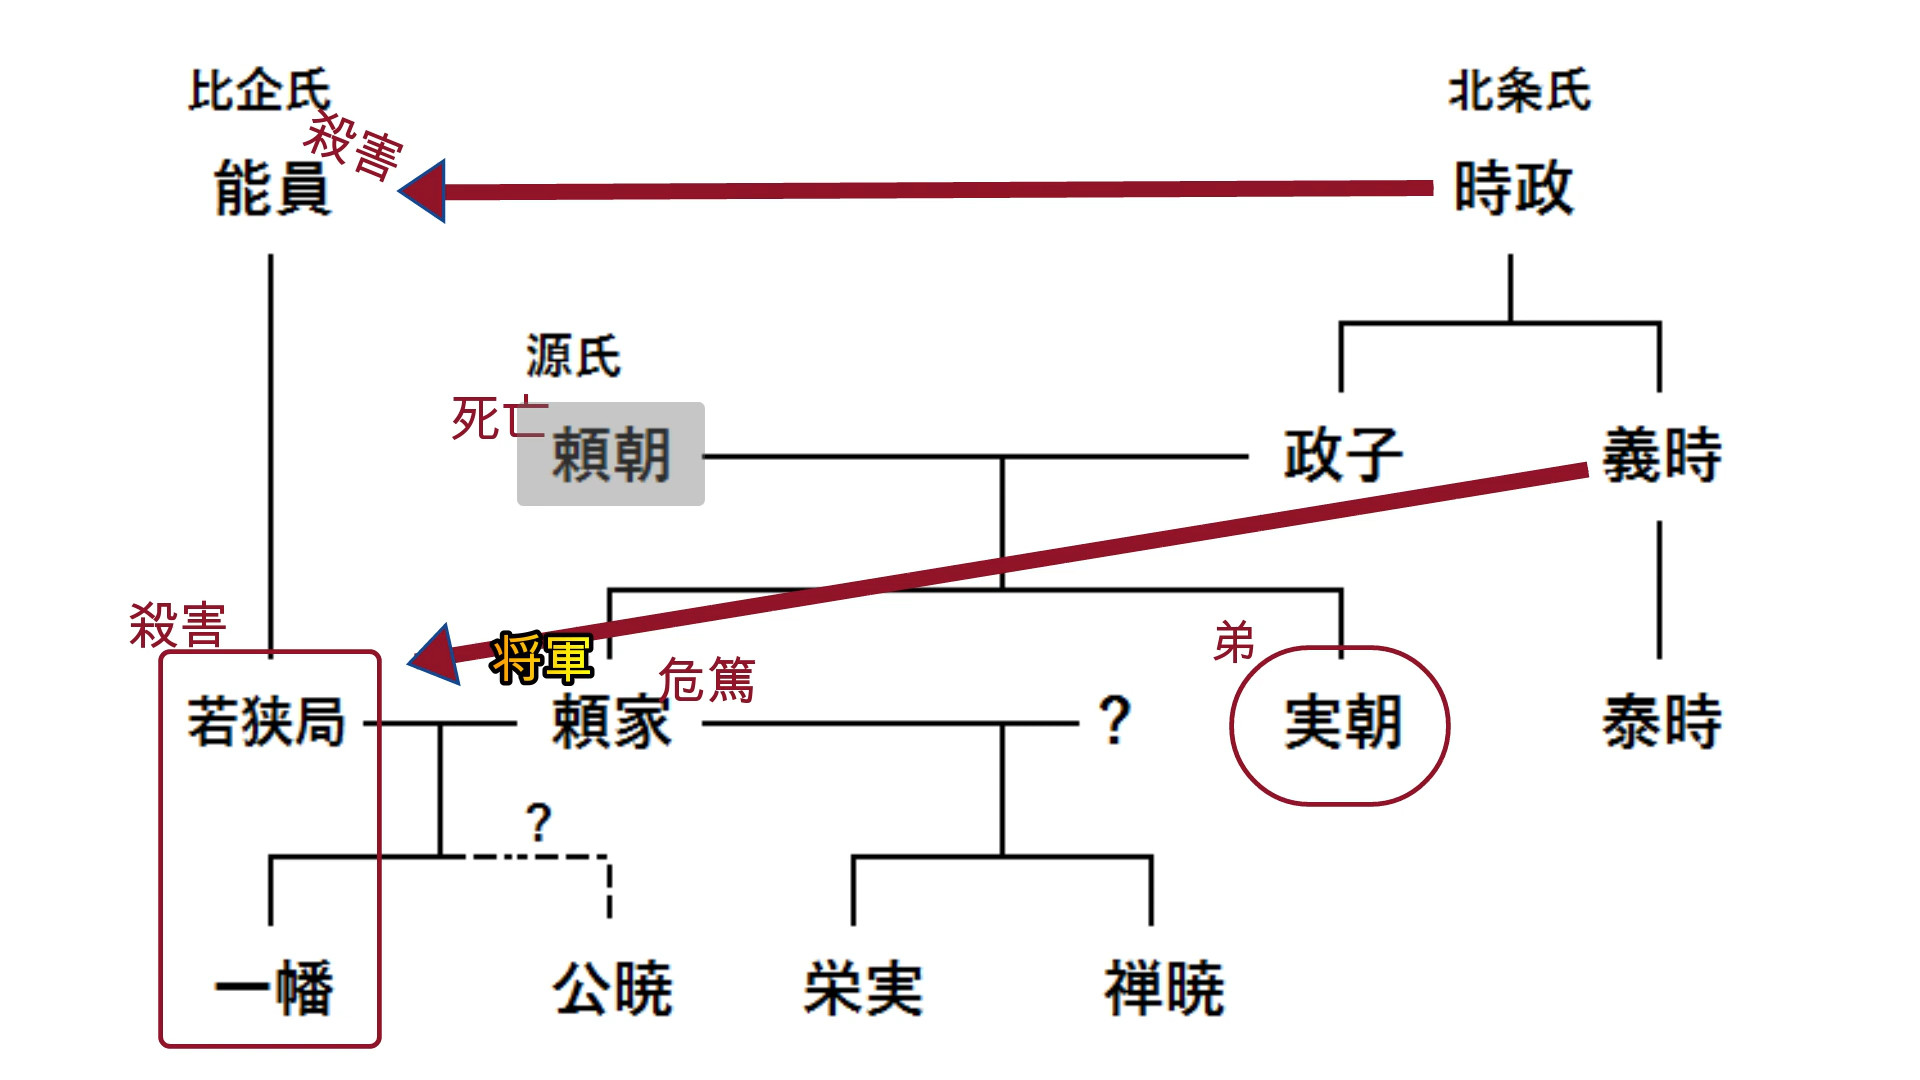 比企氏
北条氏
殺害
能員
時政
源氏
死亡
頼朝
政子
義時
殺害
将軍
危篤
弟
若狭局
頼家
?
実朝
泰時
?
一幡
公暁
栄実
禅暁